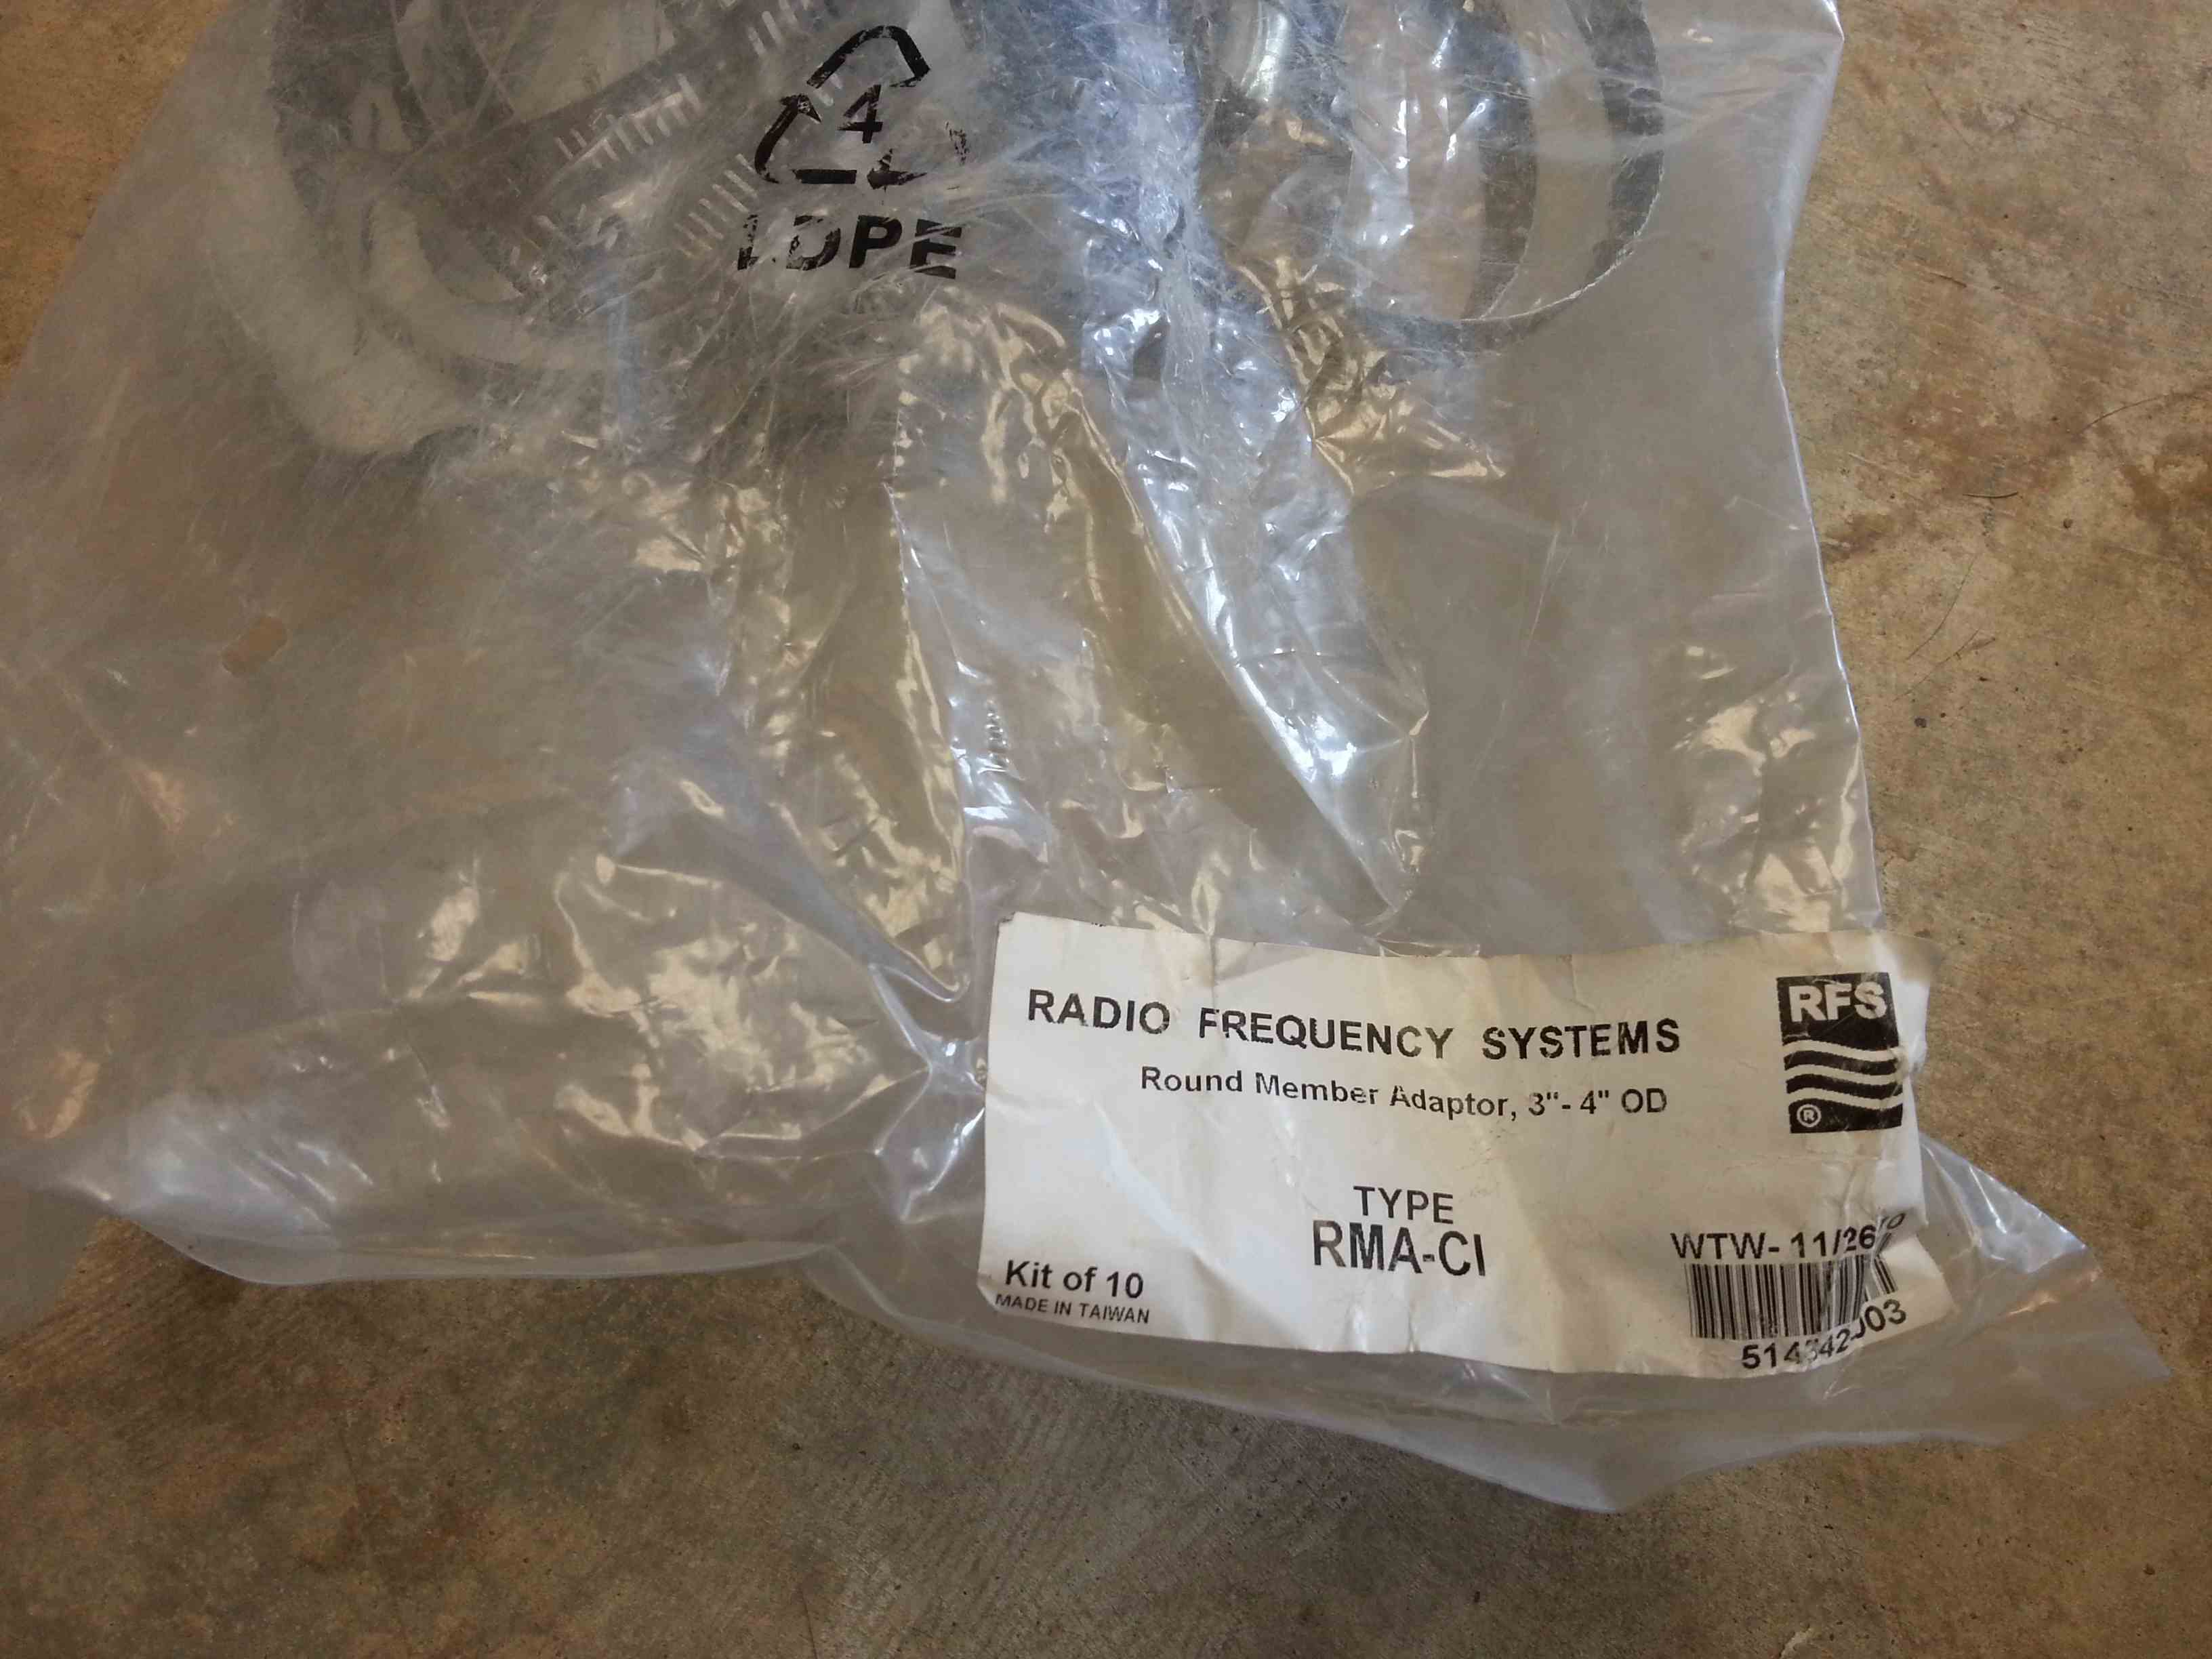 4
LDPE
RADIO FREQUENCY SYSTEMS
RFS
Round Member Adaptor, 3"- 4" OD
®
TYPE
RMA-CI
WTW- 11/26
Kit of 10
MADE IN TAIWAN